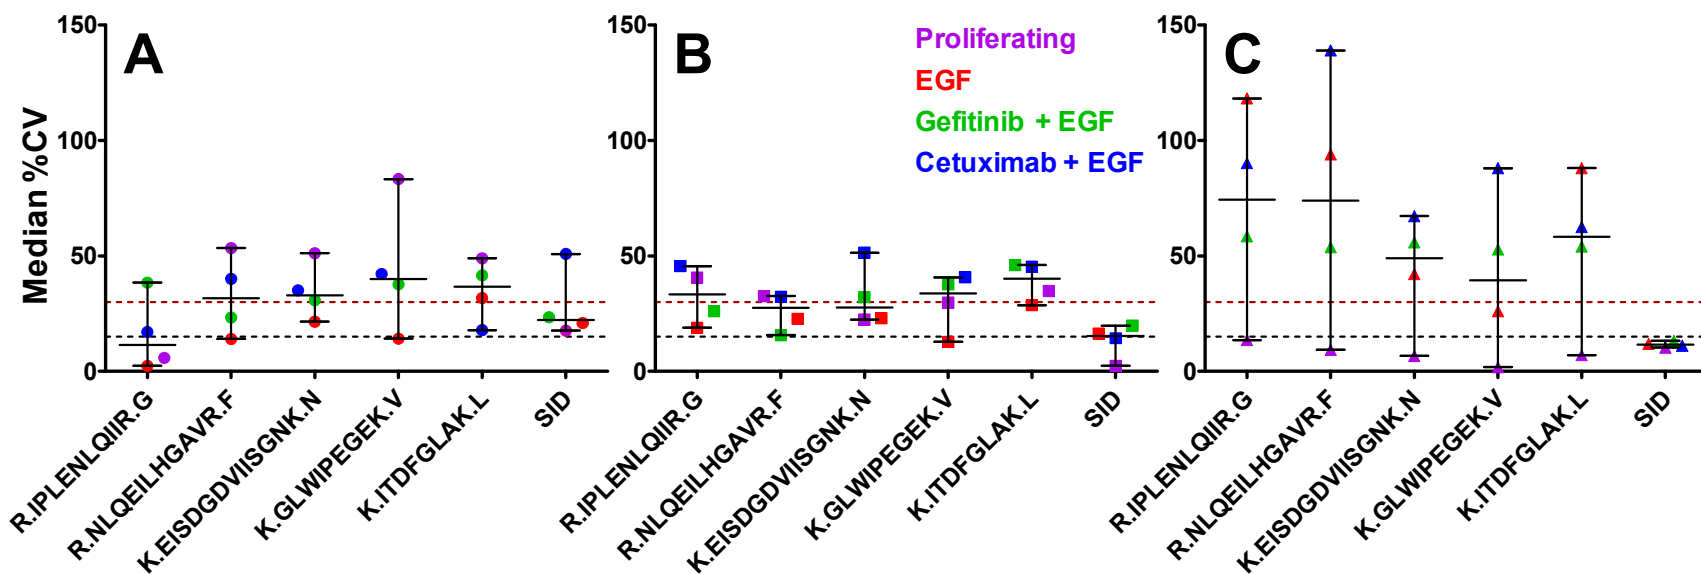 A
B
C
Proliferating
EGF
Gefitinib + EGF
Cetuximab + EGF
Median %CV
150
100
50
0
R.IPLENLQIIR.G
R.NLQEILHGAVR.F
K.EISDGDVIISGNK.N
K.GLWIPEGEK.V
K.ITDFGLAK.L
SID
150
100
50
0
R.IPLENLQIIR.G
R.NLQEILHGAVR.F
K.EISDGDVIISGNK.N
K.GLWIPEGEK.V
K.ITDFGLAK.L
SID
150
100
50
0
R.IPLENLQIIR.G
R.NLQEILHGAVR.F
K.EISDGDVIISGNK.N
K.GLWIPEGEK.V
K.ITDFGLAK.L
SID